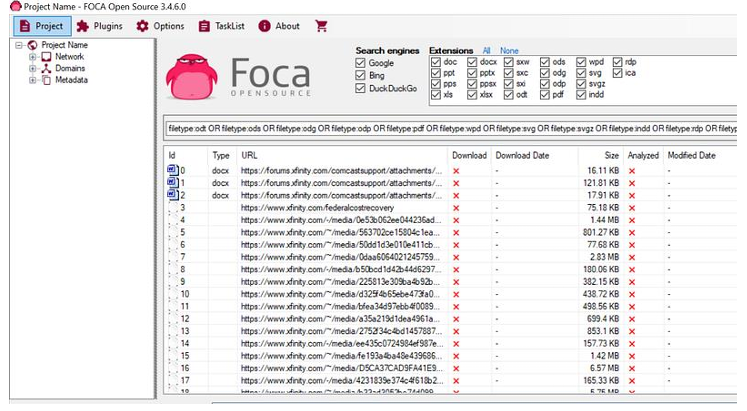 Project Name - FOCA Open Source 3.4.6.0
Project Plugins Options TaskList About
Project Name
Network
Domains
Metadata
Foca
OPENSOURCE
Search engines
Google
Bing
DuckDuckGo
Extensions All None
doc docx sxw ods wpd rdp
ppt pptx sxc odg svg ica
pps ppsx sxi odp svgz
xls xlsx odt pdf indd
filetype:odt OR filetype:ods OR filetype:odg OR filetype:odp OR filetype:pdf OR filetype:wpd OR filetype:svg OR filetype:svgz OR filetype:indd OR filetype:rdp OR filetyp
Id Type URL Download Download Date Size Analyzed Modified Date
0 docx https://forums.xfinity.com/comcastsupport/attachments/... × - 16.11 KB × -
1 docx https://forums.xfinity.com/comcastsupport/attachments/... × - 121.81 KB × -
2 docx https://forums.xfinity.com/comcastsupport/attachments/... × - 17.91 KB × -
3 https://www.xfinity.com/federalcostrecovery × - 75.18 KB × -
4 https://www.xfinity.com/-/media/0e53b062ee044236ad... × - 1.44 MB × -
5 https://www.xfinity.com/~/media/563702ce15804c1ea... × - 801.27 KB × -
6 https://www.xfinity.com/~/media/50dd1d3e010e411cb... × - 77.68 KB × -
7 https://www.xfinity.com/~/media/0daa6064021245759... × - 2.83 MB × -
8 https://www.xfinity.com/~/media/b50bcd1d42b44d6297... × - 180.06 KB × -
9 https://www.xfinity.com/~/media/225813e309ba4b92b... × - 382.15 KB × -
10 https://www.xfinity.com/~/media/d325f4b65ebe473fa0... × - 438.72 KB × -
11 https://www.xfinity.com/~/media/bfea34d97ebb4f0089... × - 498.56 KB × -
12 https://www.xfinity.com/~/media/a35a219d1dea4961a... × - 699.4 KB × -
13 https://www.xfinity.com/~/media/2752f34c4bd1457887... × - 853.1 KB × -
14 https://www.xfinity.com/-/media/ee435c0724984ef987e... × - 157.73 KB × -
15 https://www.xfinity.com/~/media/fe193a4ba48e439686... × - 1.42 MB × -
16 https://www.xfinity.com/~/media/D5CA37CAD9FA41E9... × - 6.57 MB × -
17 https://www.xfinity.com/~/media/4231839e374c4f618b2... × - 165.33 KB × -